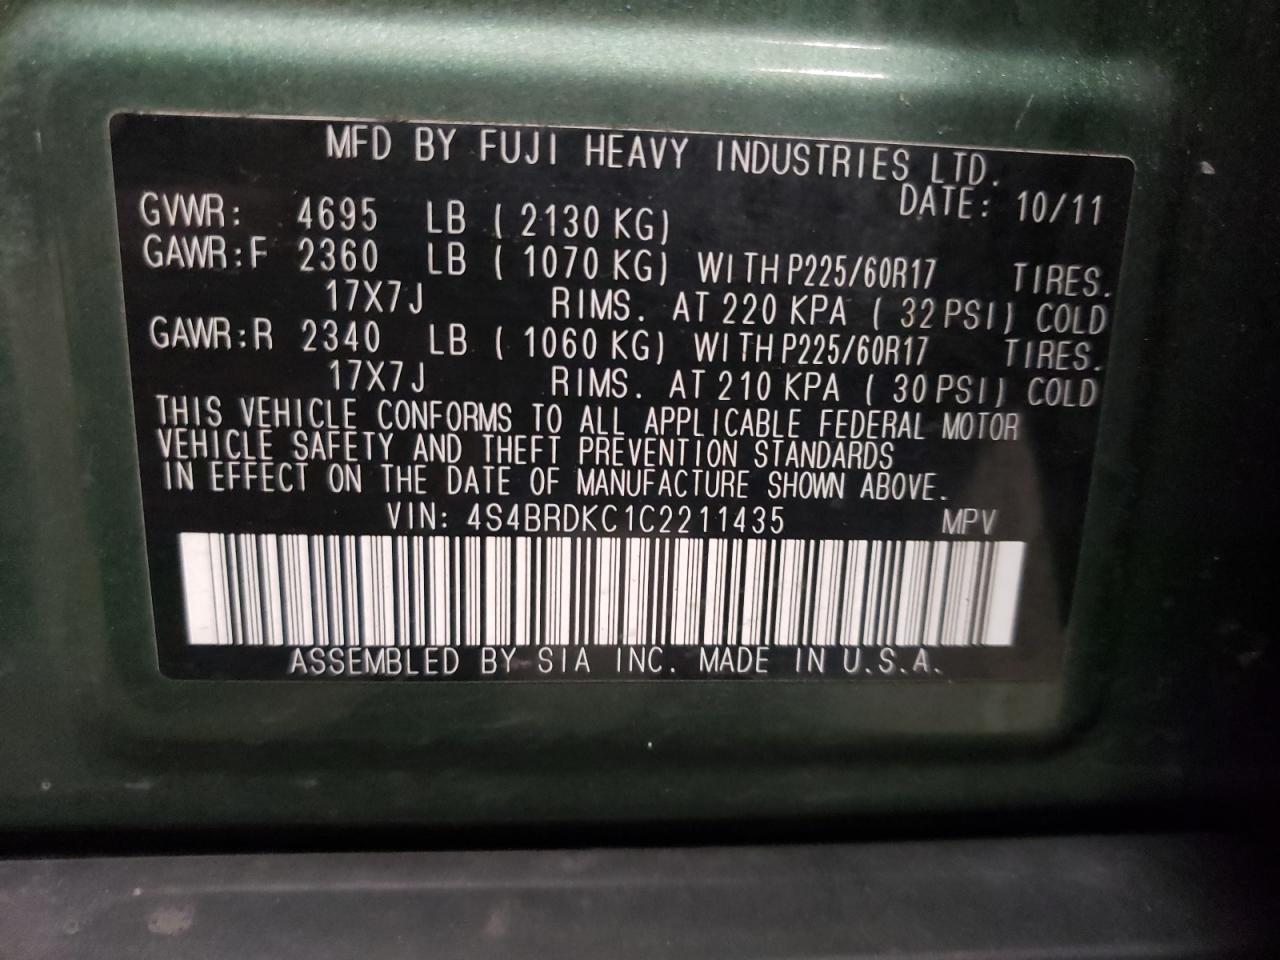 MFD BY FUJI HEAVY INDUSTRIES LTD.
DATE: 10/11
GVWR: 4695 LB ( 2130 KG)
GAWR:F 2360 LB ( 1070 KG) WITH P225/60R17 TIRES.
17X7J RIMS. AT 220 KPA ( 32 PSI) COLD
GAWR:R 2340 LB ( 1060 KG) WITH P225/60R17 TIRES.
17X7J RIMS. AT 210 KPA ( 30 PSI) COLD
THIS VEHICLE CONFORMS TO ALL APPLICABLE FEDERAL MOTOR
VEHICLE SAFETY AND THEFT PREVENTION STANDARDS
IN EFFECT ON THE DATE OF MANUFACTURE SHOWN ABOVE.
VIN: 4S4BRDKC1C2211435 MPV
ASSEMBLED BY SIA INC. MADE IN U.S.A.